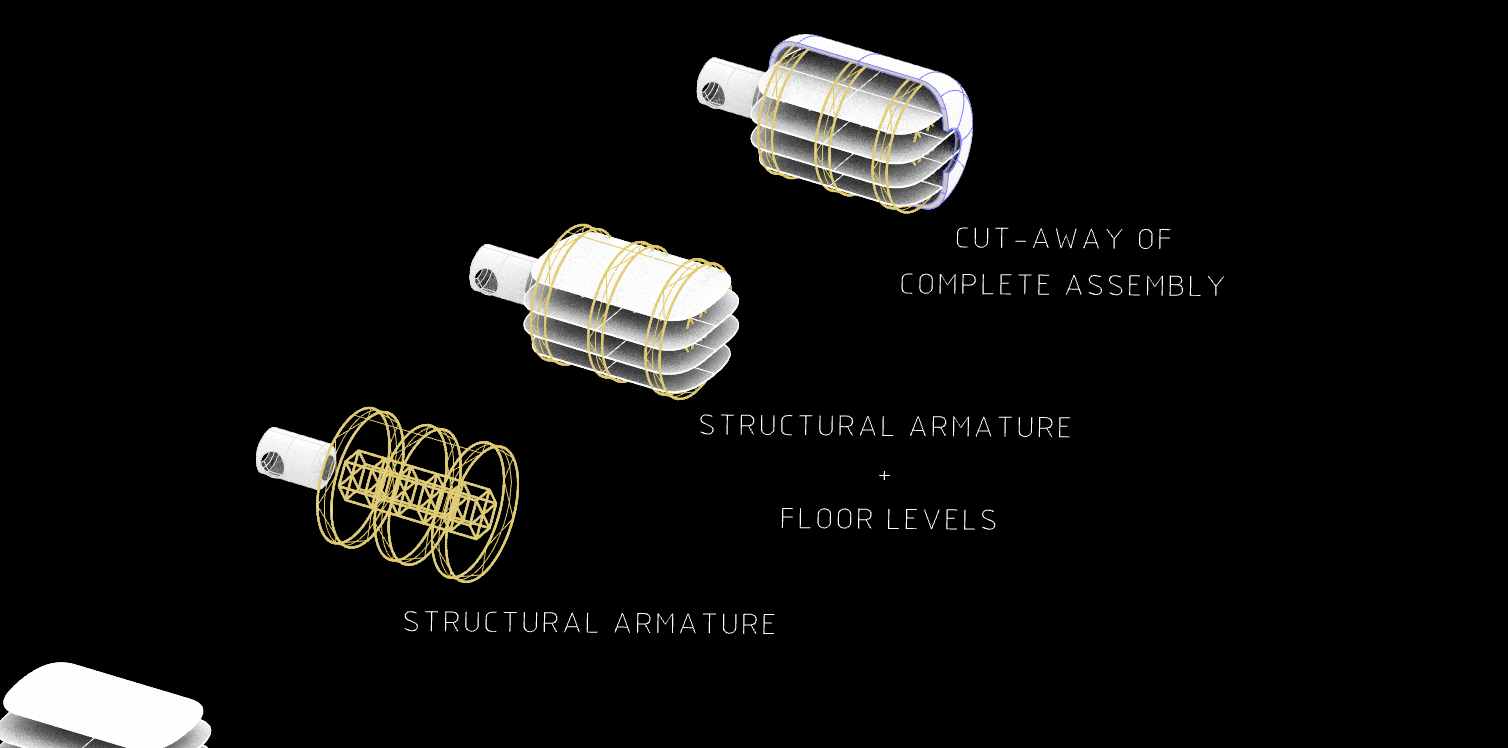 CUT-AWAY OF
COMPLETE ASSEMBLY
STRUCTURAL ARMATURE
+
FLOOR LEVELS
STRUCTURAL ARMATURE